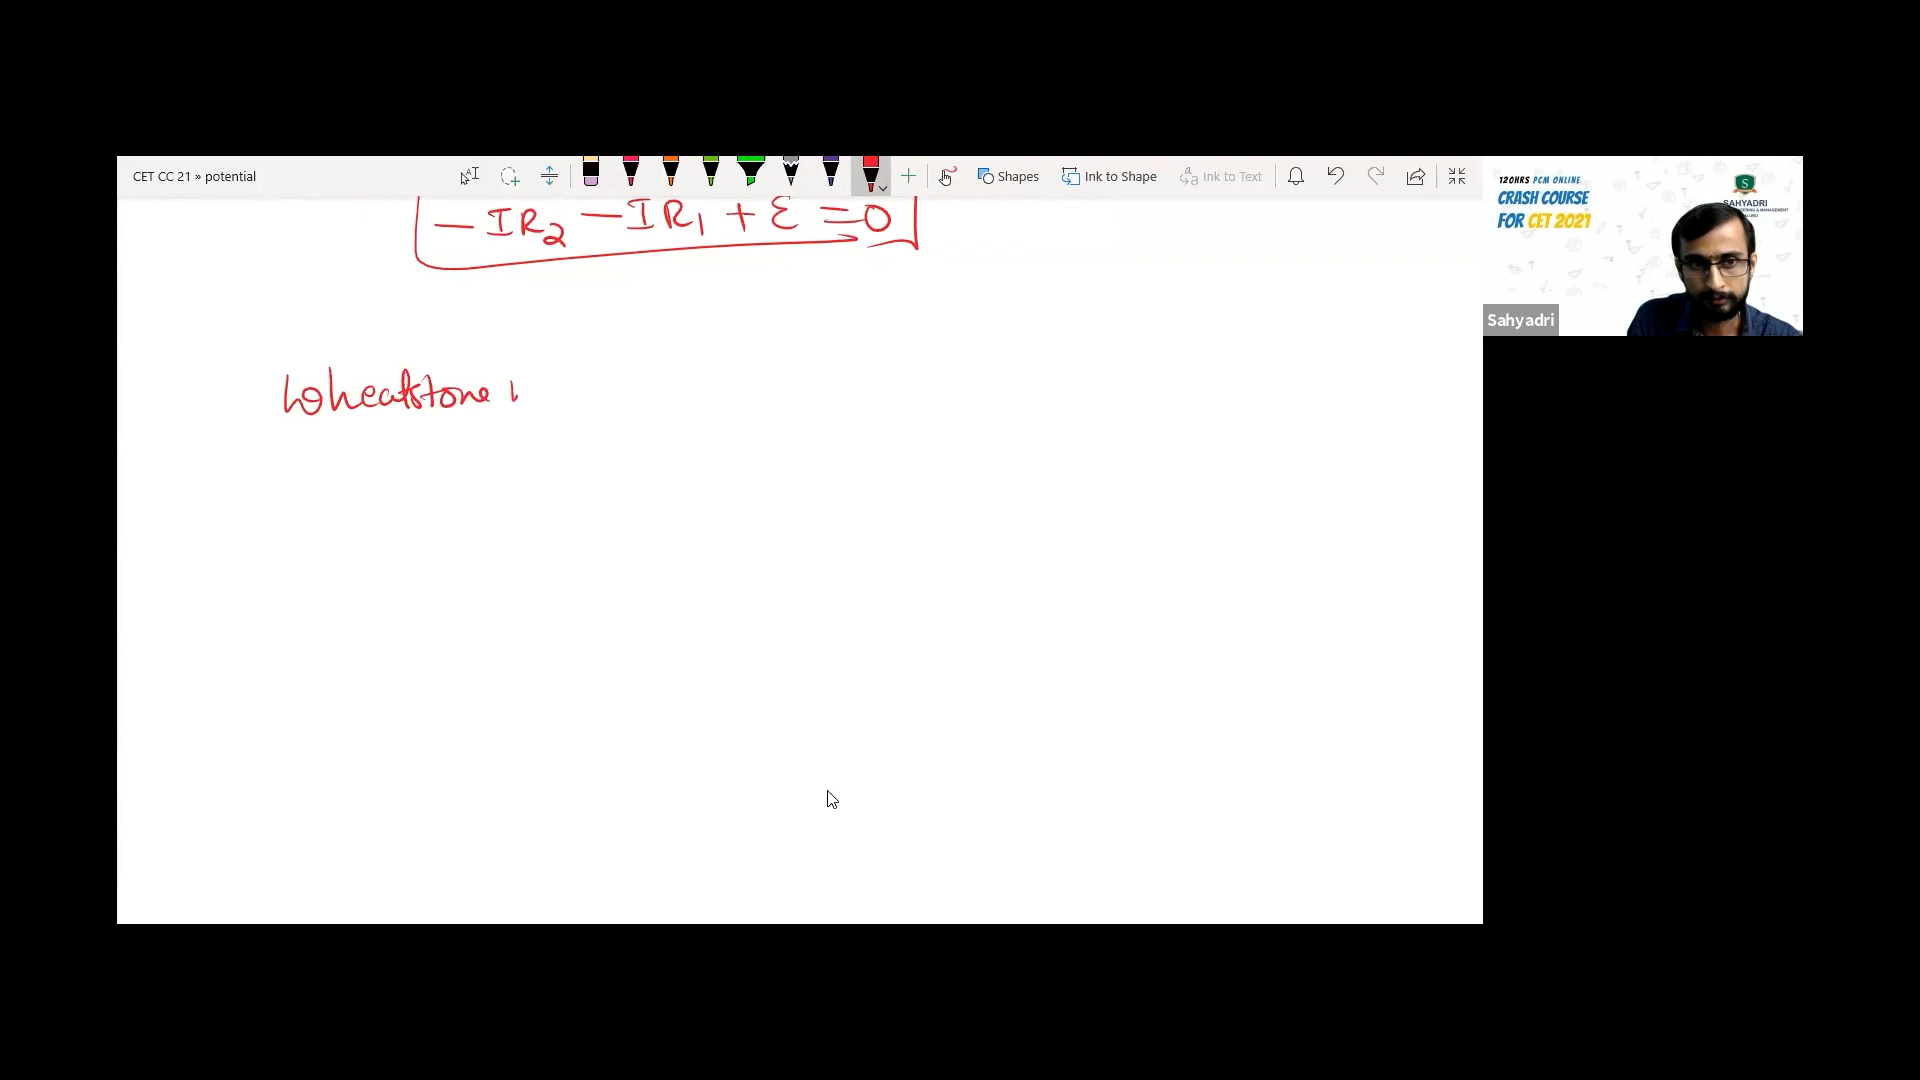 CET CC 21 » potential
Shapes
Ink to Shape
Ink to Text
120HRS PCM ONLINE
CRASH COURSE
FOR CET 2021
S
SAHYADRI
Sahyadri
− IR₂ − IR₁ + ε = 0
Wheatstone